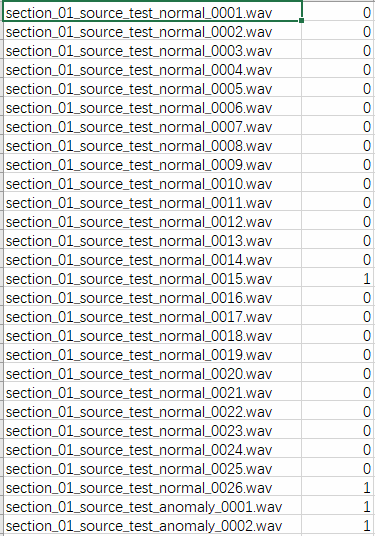 section_01_source_test_normal_0001.wav 0
section_01_source_test_normal_0002.wav 0
section_01_source_test_normal_0003.wav 0
section_01_source_test_normal_0004.wav 0
section_01_source_test_normal_0005.wav 0
section_01_source_test_normal_0006.wav 0
section_01_source_test_normal_0007.wav 0
section_01_source_test_normal_0008.wav 0
section_01_source_test_normal_0009.wav 0
section_01_source_test_normal_0010.wav 0
section_01_source_test_normal_0011.wav 0
section_01_source_test_normal_0012.wav 0
section_01_source_test_normal_0013.wav 0
section_01_source_test_normal_0014.wav 0
section_01_source_test_normal_0015.wav 1
section_01_source_test_normal_0016.wav 0
section_01_source_test_normal_0017.wav 0
section_01_source_test_normal_0018.wav 0
section_01_source_test_normal_0019.wav 0
section_01_source_test_normal_0020.wav 0
section_01_source_test_normal_0021.wav 0
section_01_source_test_normal_0022.wav 0
section_01_source_test_normal_0023.wav 0
section_01_source_test_normal_0024.wav 0
section_01_source_test_normal_0025.wav 0
section_01_source_test_normal_0026.wav 1
section_01_source_test_anomaly_0001.wav 1
section_01_source_test_anomaly_0002.wav 1